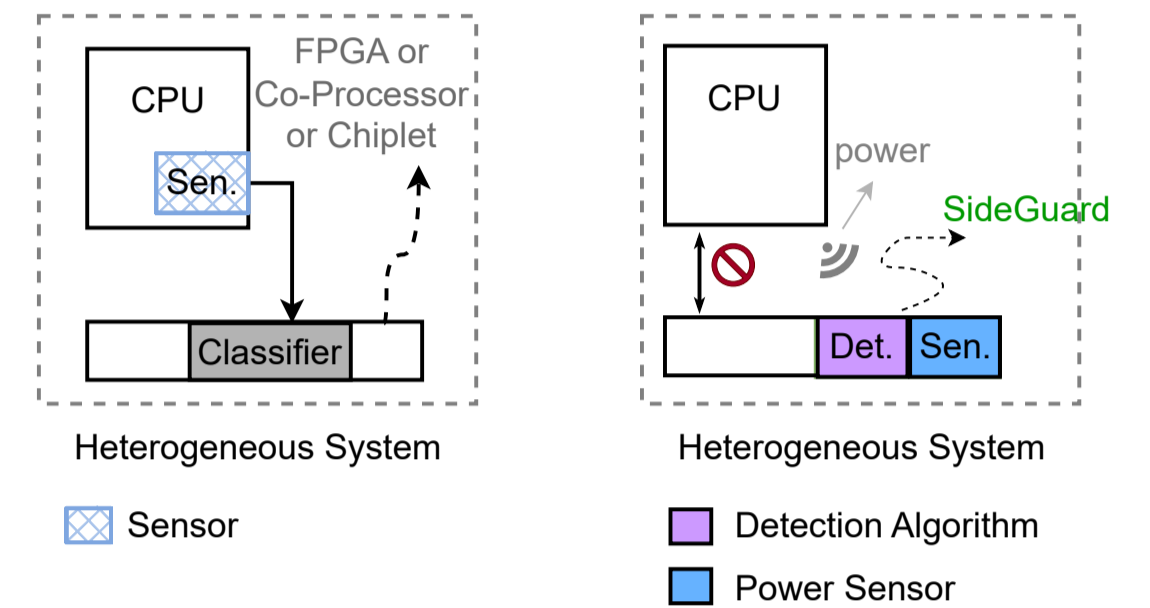 CPU
FPGA or
Co-Processor
or Chiplet
Sen.
Classifier
Heterogeneous System
Sensor
CPU
power
SideGuard
Det.
Sen.
Heterogeneous System
Detection Algorithm
Power Sensor